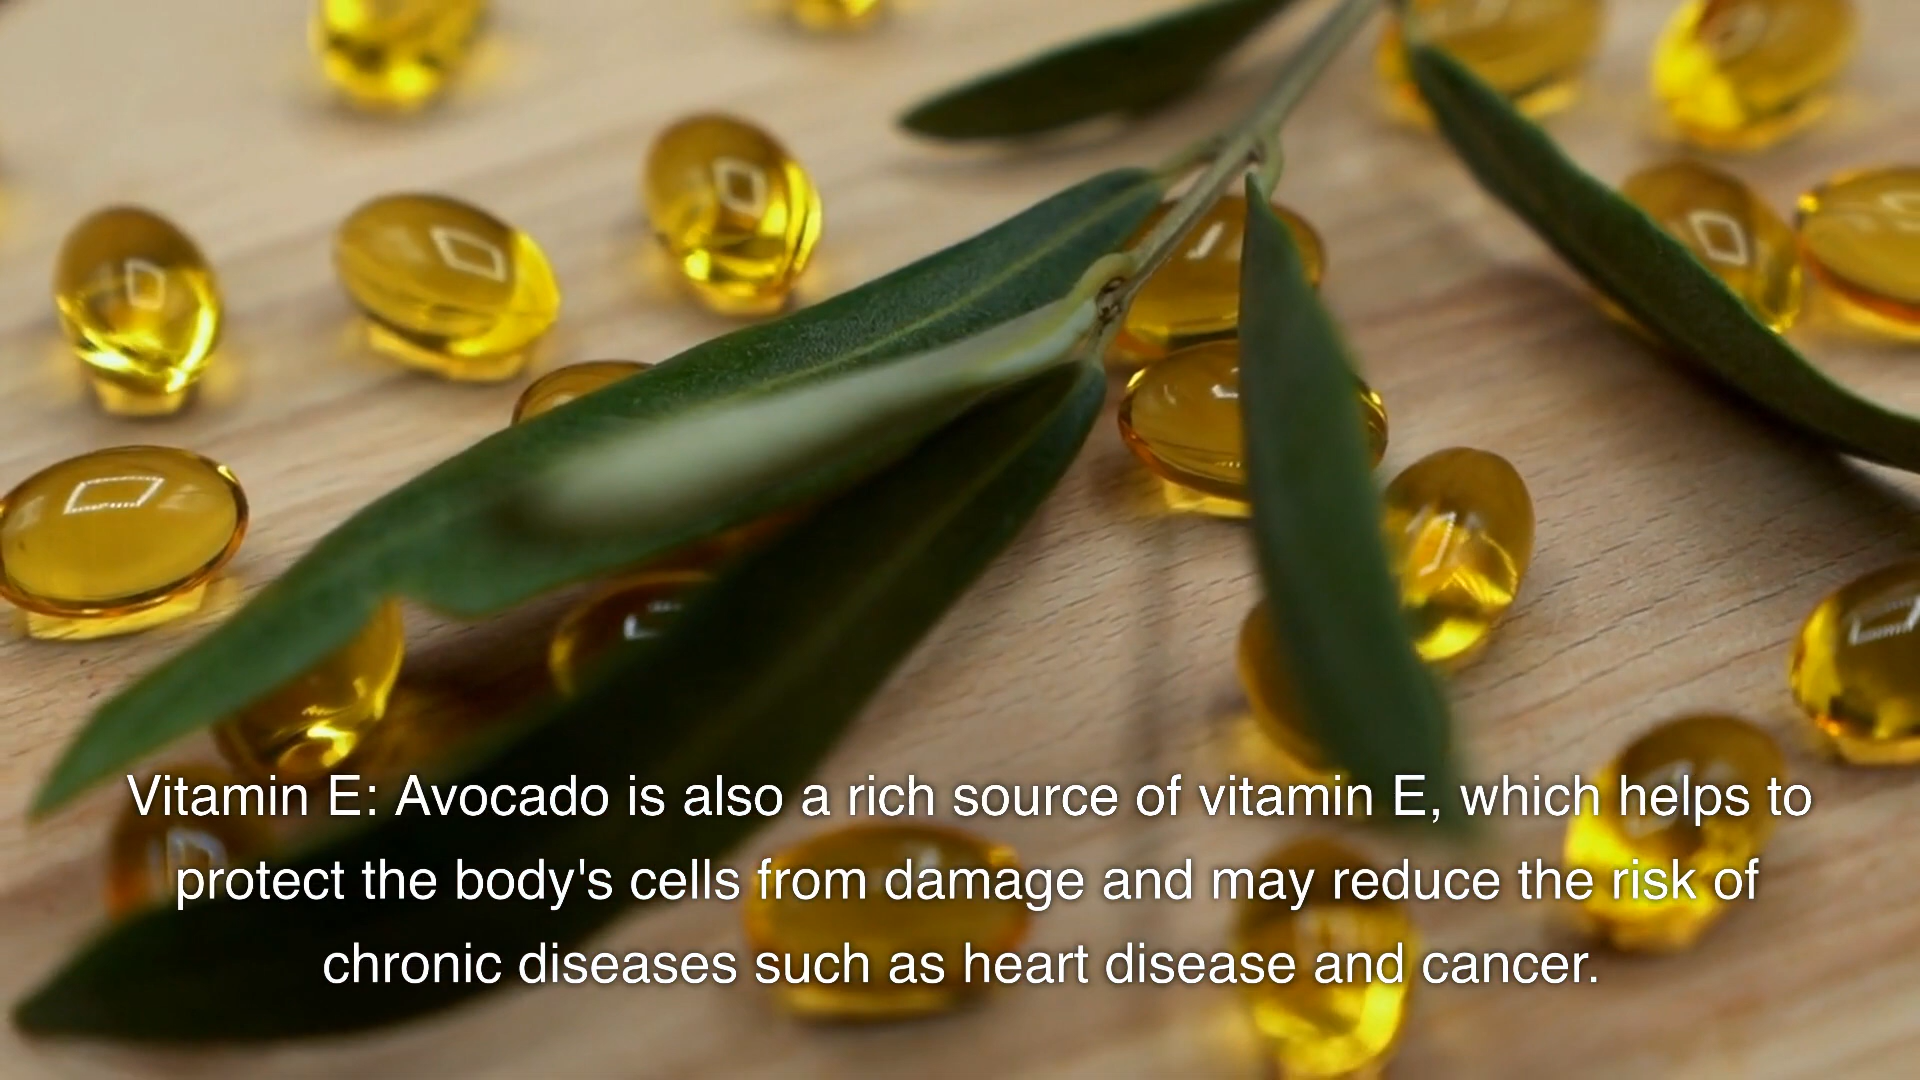 Vitamin E: Avocado is also a rich source of vitamin E, which helps to
protect the body's cells from damage and may reduce the risk of
chronic diseases such as heart disease and cancer.